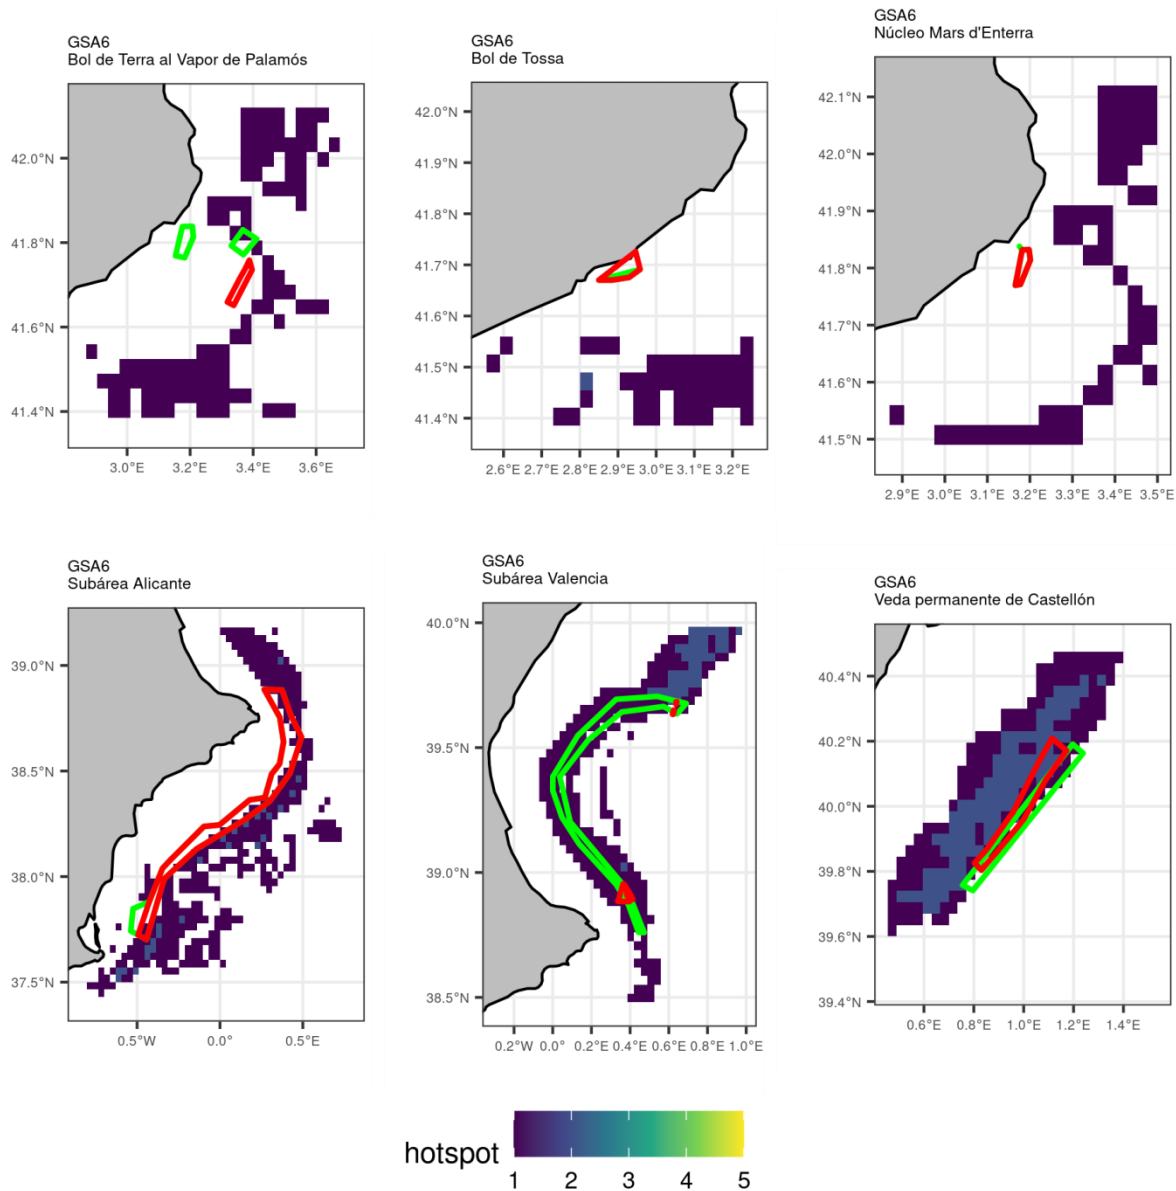 GSA6
Bol de Terra al Vapor de Palamós
42.0°N
41.8°N
41.6°N
41.4°N
3.0°E 3.2°E 3.4°E 3.6°E
GSA6
Bol de Tossa
42.0°N
41.9°N
41.8°N
41.7°N
41.6°N
41.5°N
41.4°N
2.6°E 2.7°E 2.8°E 2.9°E 3.0°E 3.1°E 3.2°E
GSA6
Núcleo Mars d'Enterra
42.1°N
42.0°N
41.9°N
41.8°N
41.7°N
41.6°N
41.5°N
2.9°E 3.0°E 3.1°E 3.2°E 3.3°E 3.4°E 3.5°E
GSA6
Subárea Alicante
39.0°N
38.5°N
38.0°N
37.5°N
0.5°W 0.0° 0.5°E
GSA6
Subárea Valencia
40.0°N
39.5°N
39.0°N
38.5°N
0.2°W 0.0° 0.2°E 0.4°E 0.6°E 0.8°E 1.0°E
GSA6
Veda permanente de Castellón
40.4°N
40.2°N
40.0°N
39.8°N
39.6°N
39.4°N
0.6°E 0.8°E 1.0°E 1.2°E 1.4°E
hotspot
1 2 3 4 5